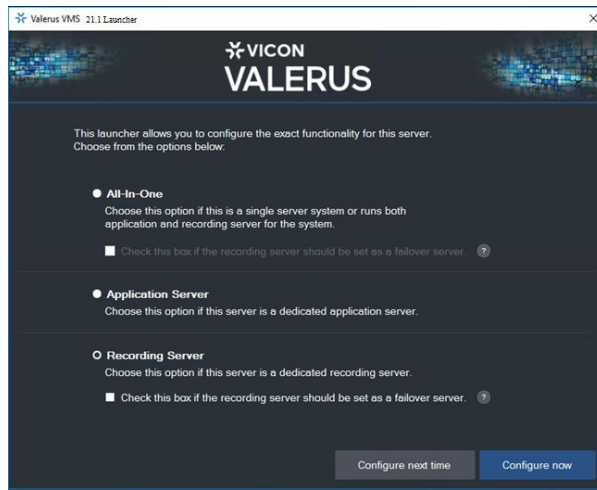 Valerus VMS 21.1 Launcher
VICON
VALERUS
This launcher allows you to configure the exact functionality for this server.
Choose from the options below:
All-In-One
Choose this option if this is a single server system or runs both
application and recording server for the system.
Check this box if the recording server should be set as a failover server. ?
Application Server
Choose this option if this server is a dedicated application server.
Recording Server
Choose this option if this server is a dedicated recording server.
Check this box if the recording server should be set as a failover server. ?
Configure next time Configure now